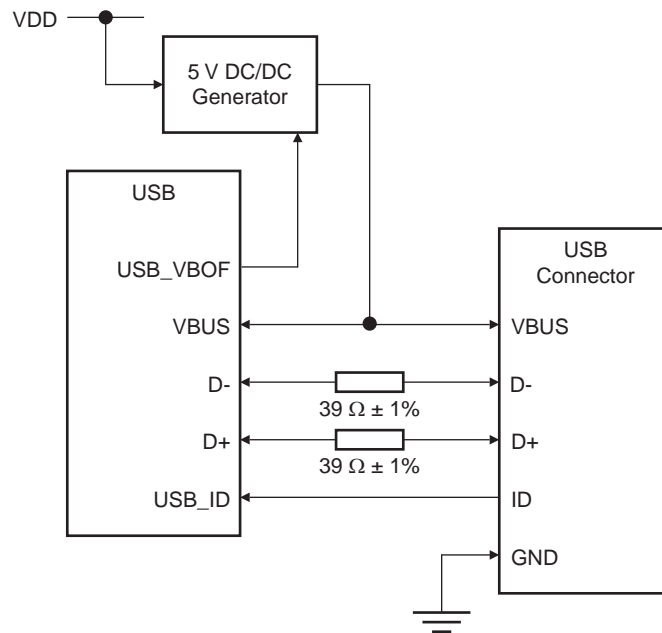 VDD
5 V DC/DC
Generator
USB
USB_VBOF
VBUS
D-
D+
USB_ID
39 Ω ± 1%
39 Ω ± 1%
USB
Connector
VBUS
D-
D+
ID
GND